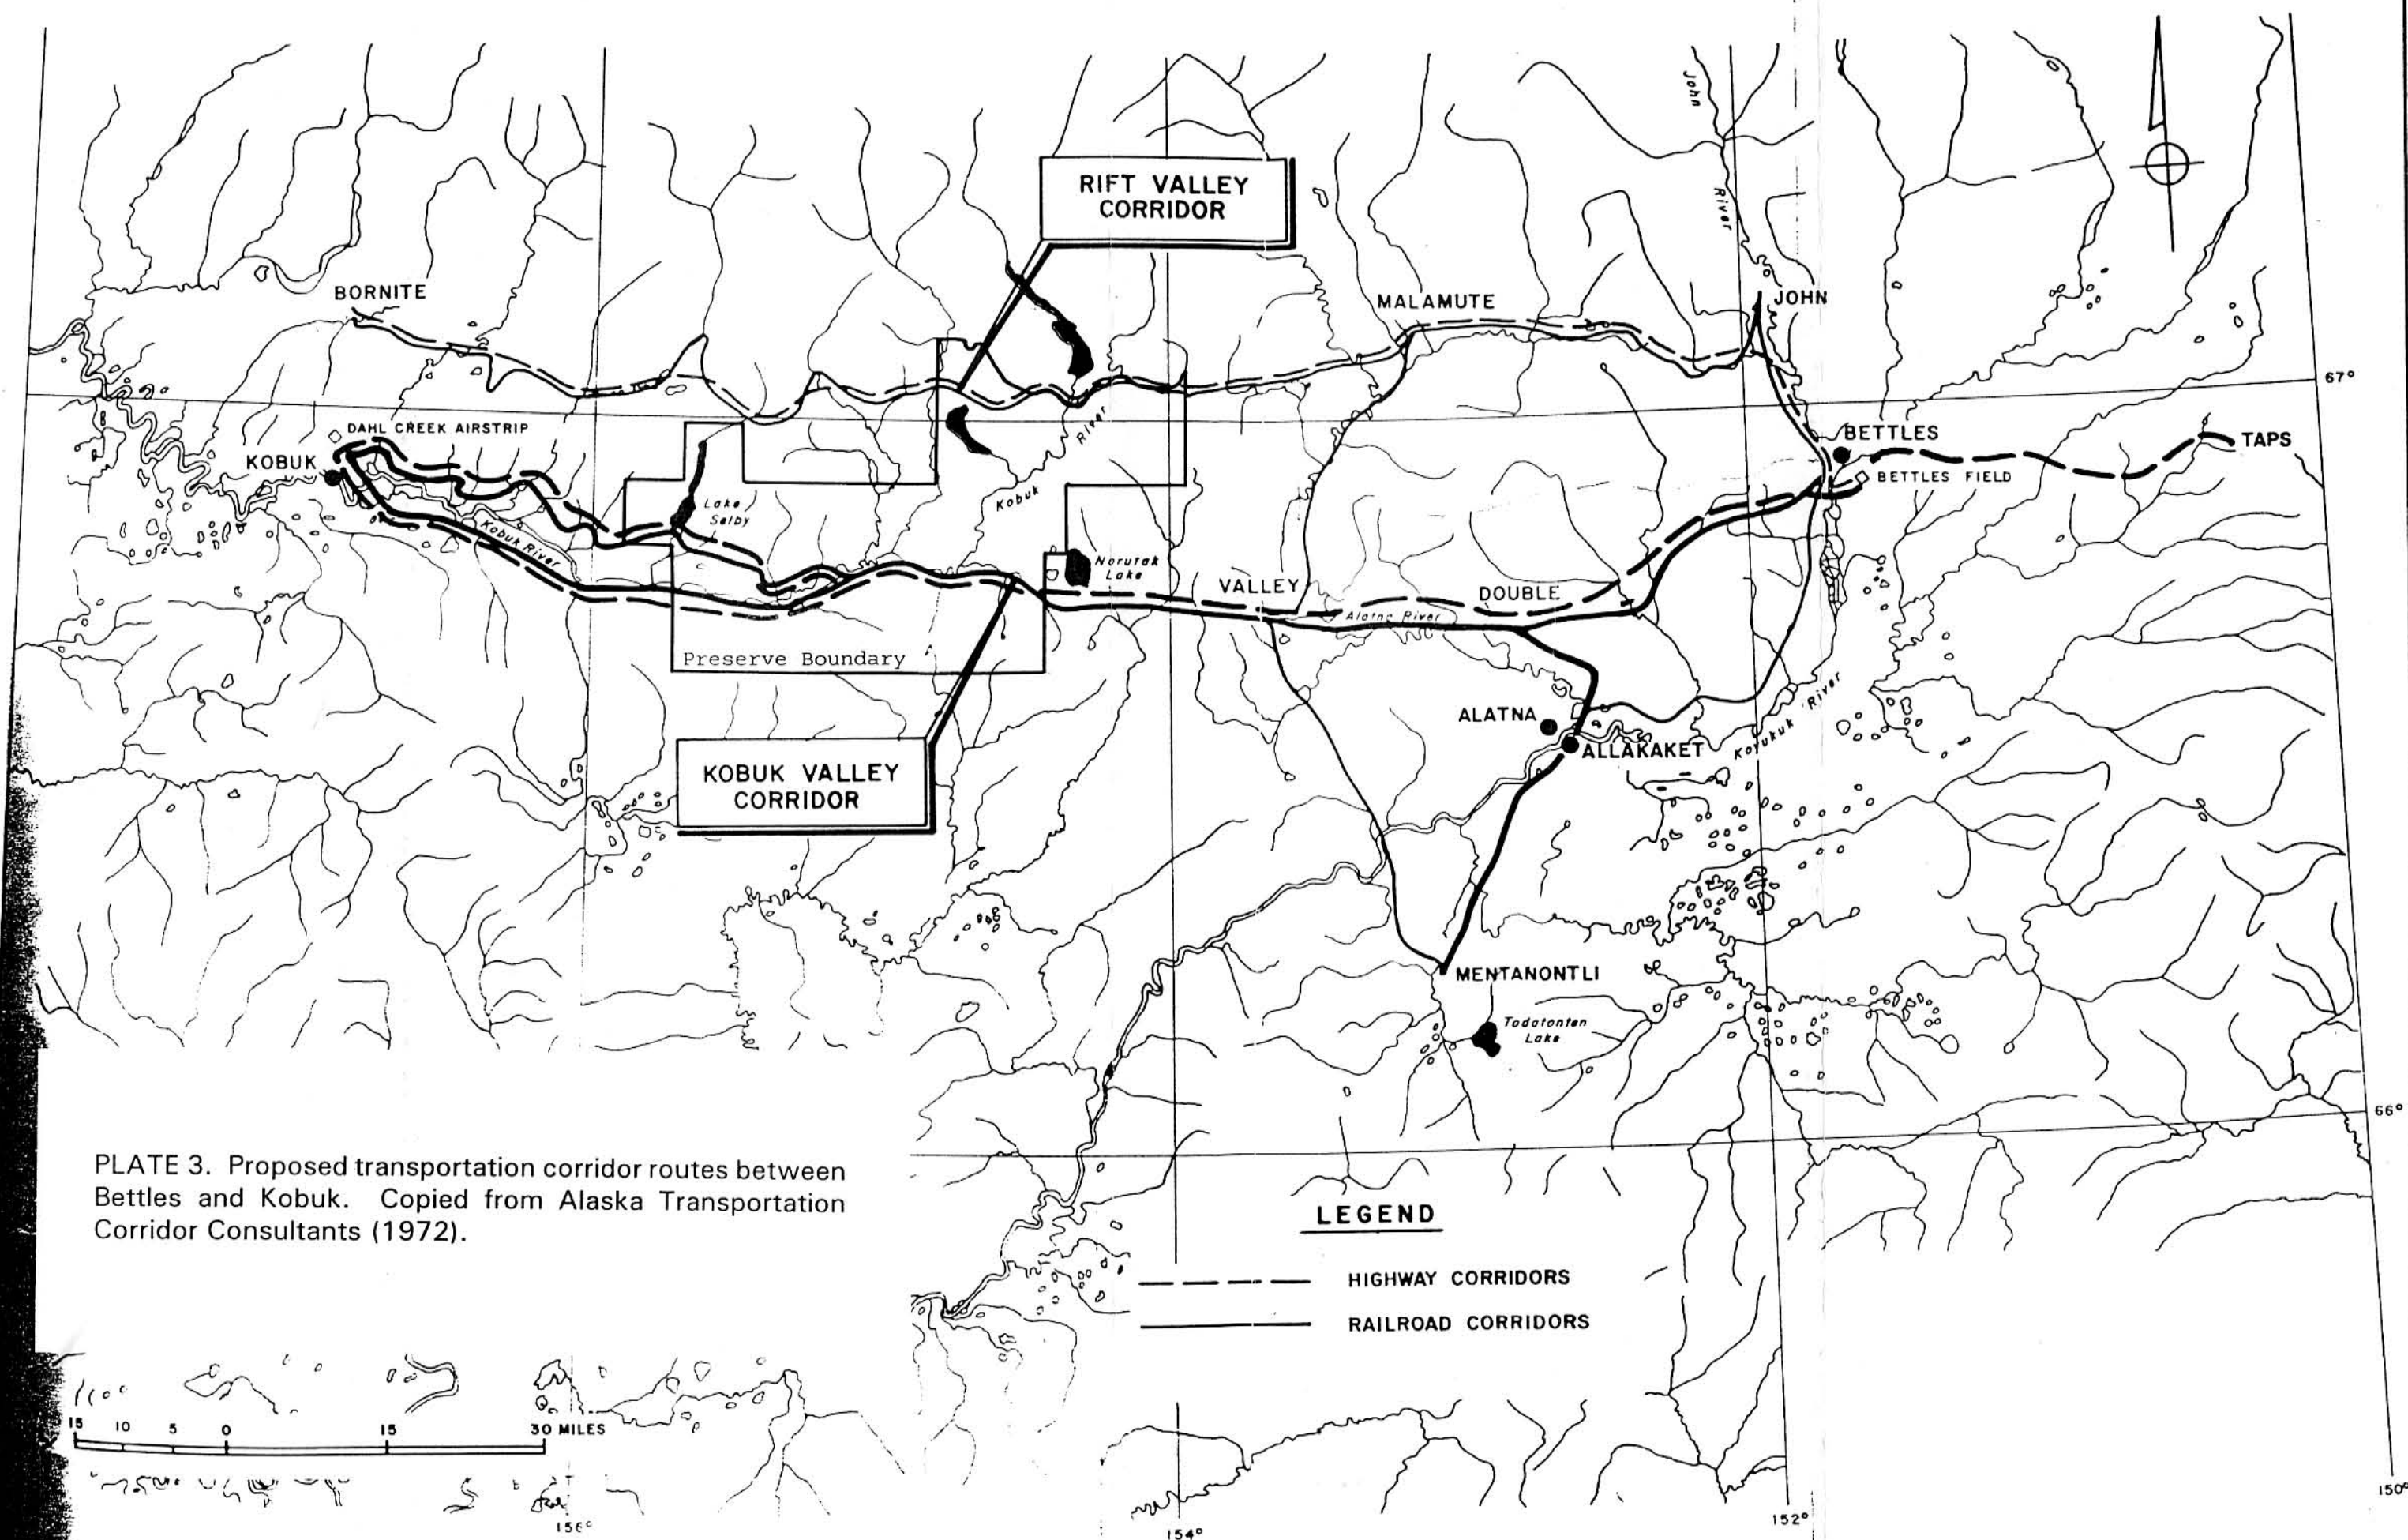 John
River
RIFT VALLEY
CORRIDOR
BORNITE
MALAMUTE
JOHN
67°
DAHL CREEK AIRSTRIP
KOBUK
BETTLES
TAPS
BETTLES FIELD
River
Kobuk
Lake
Selby
Kobuk River
Norutak
Lake
VALLEY
DOUBLE
Alatna River
Preserve Boundary
ALATNA
ALLAKAKET
Koyukuk River
KOBUK VALLEY
CORRIDOR
MENTANONTLI
Todatonten
Lake
66°
PLATE 3. Proposed transportation corridor routes between
Bettles and Kobuk. Copied from Alaska Transportation
Corridor Consultants (1972).
LEGEND
HIGHWAY CORRIDORS
RAILROAD CORRIDORS
15 10 5 0 15 30 MILES
156°
154°
152°
150°